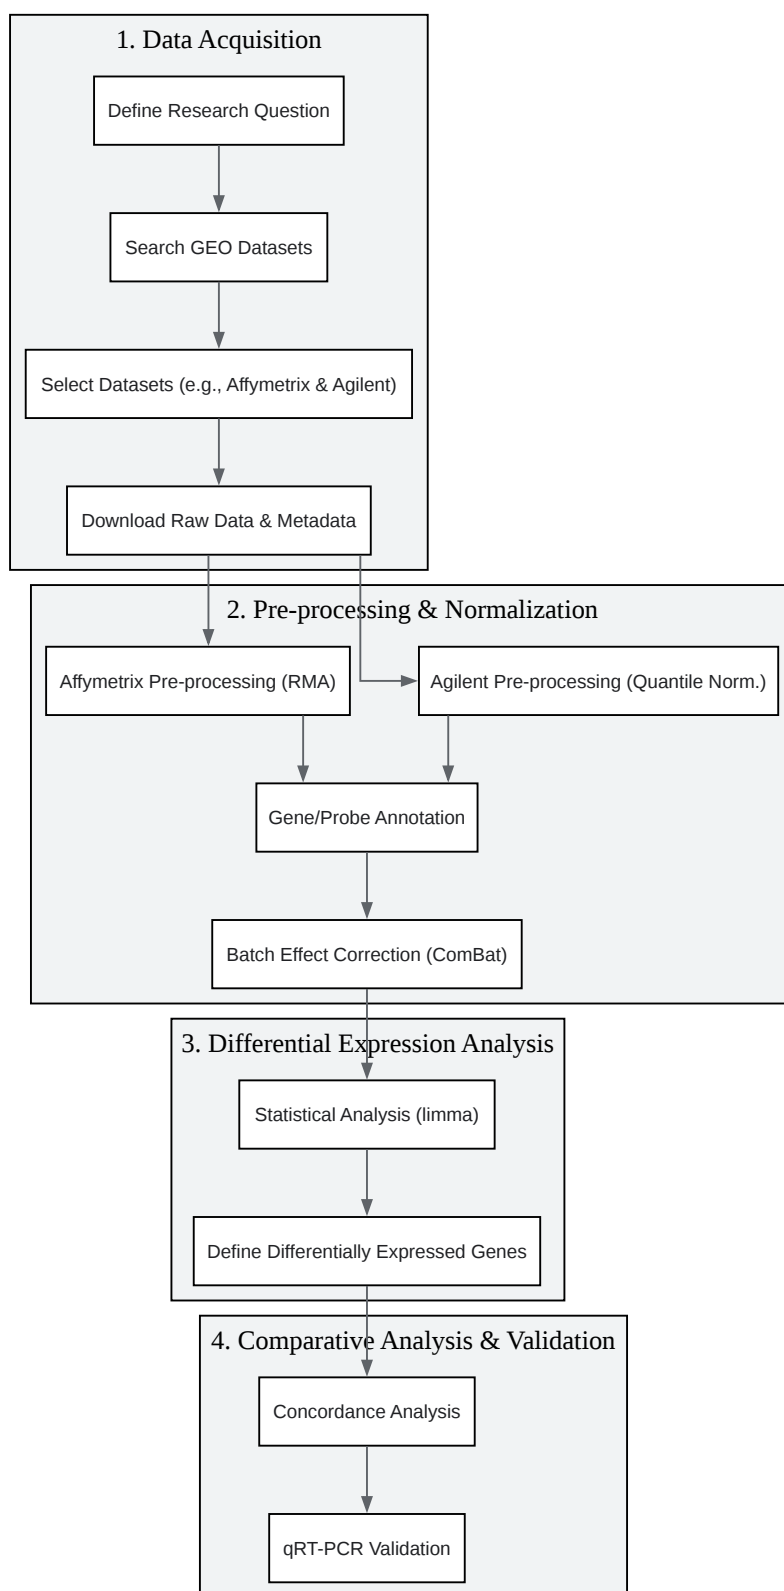 1. Data Acquisition
Define Research Question
Search GEO Datasets
Select Datasets (e.g., Affymetrix & Agilent)
Download Raw Data & Metadata
2. Pre-processing & Normalization
Affymetrix Pre-processing (RMA)
Agilent Pre-processing (Quantile Norm.)
Gene/Probe Annotation
Batch Effect Correction (ComBat)
3. Differential Expression Analysis
Statistical Analysis (limma)
Define Differentially Expressed Genes
4. Comparative Analysis & Validation
Concordance Analysis
qRT-PCR Validation